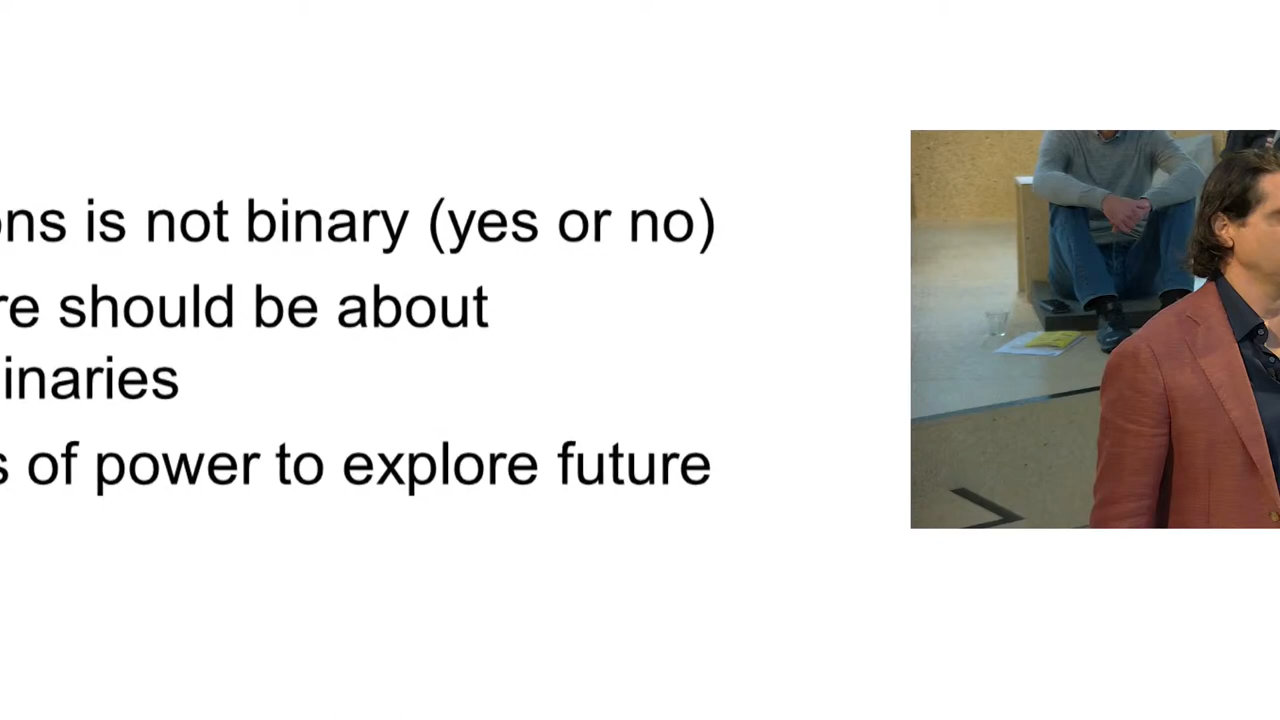 ons is not binary (yes or no)
re should be about
inaries
s of power to explore future